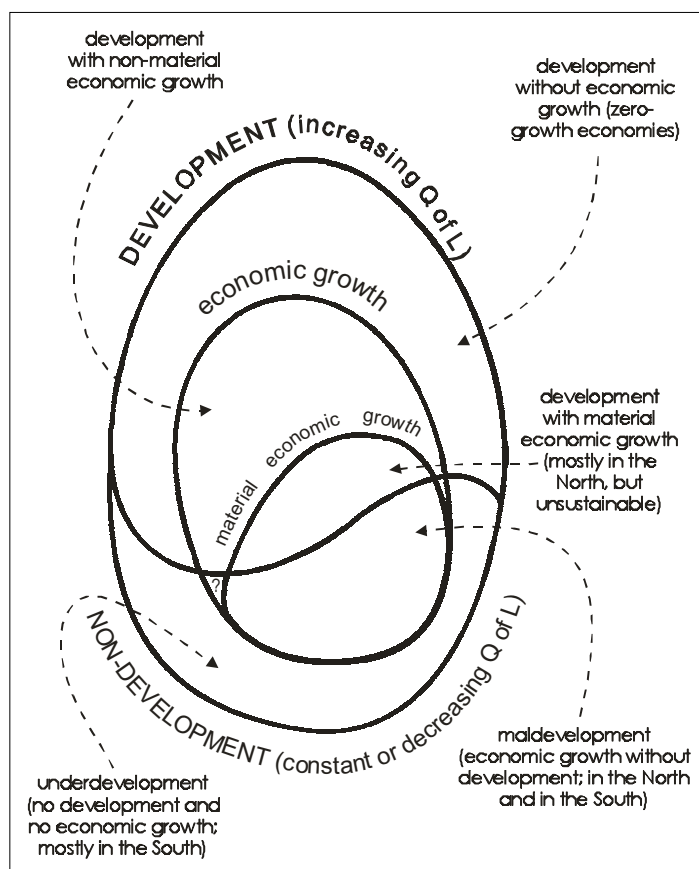 development
with non-material
economic growth
development
without economic
growth (zero-
growth economies)
DEVELOPMENT (increasing Q of L)
economic growth
development
with material
economic growth
(mostly in the
North, but
unsustainable)
material economic growth
?
NON-DEVELOPMENT (constant or decreasing Q of L)
maldevelopment
(economic growth without
development; in the North
and in the South)
underdevelopment
(no development and
no economic growth;
mostly in the South)